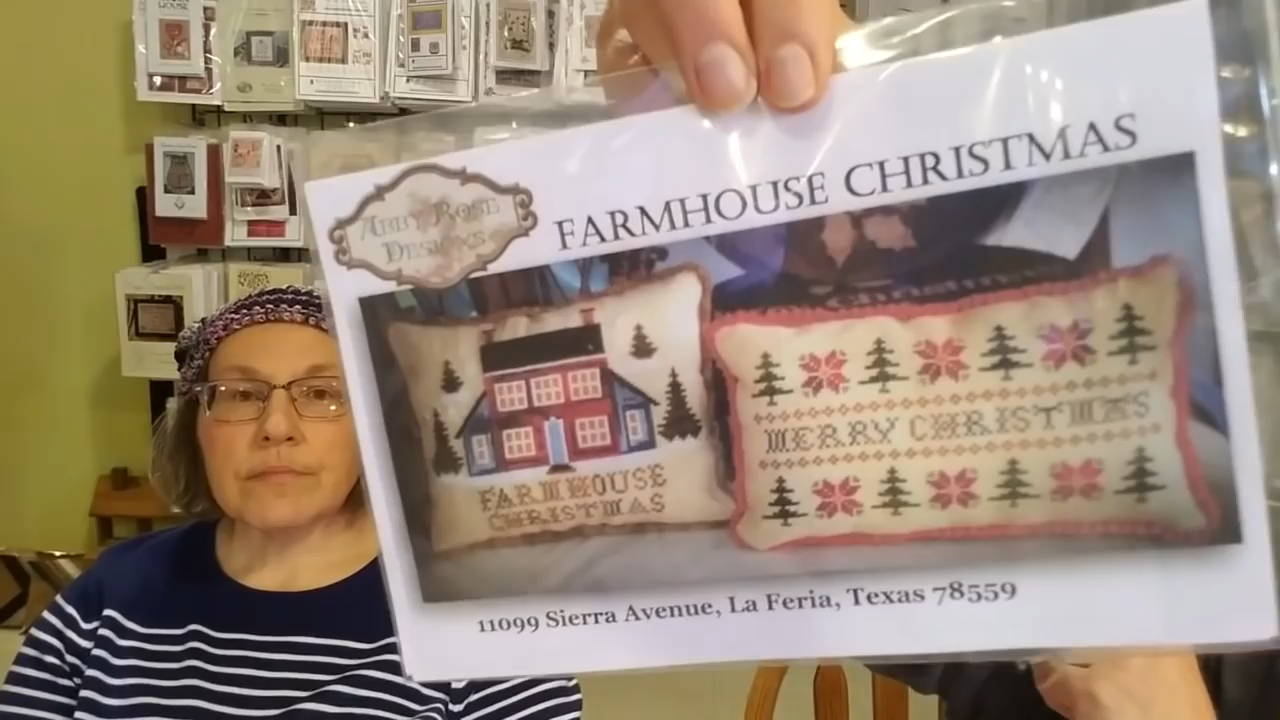 ABBY ROSE
DESIGNS
FARMHOUSE CHRISTMAS
FARMHOUSE
CHRISTMAS
MERRY CHRISTMAS
11099 Sierra Avenue, La Feria, Texas 78559